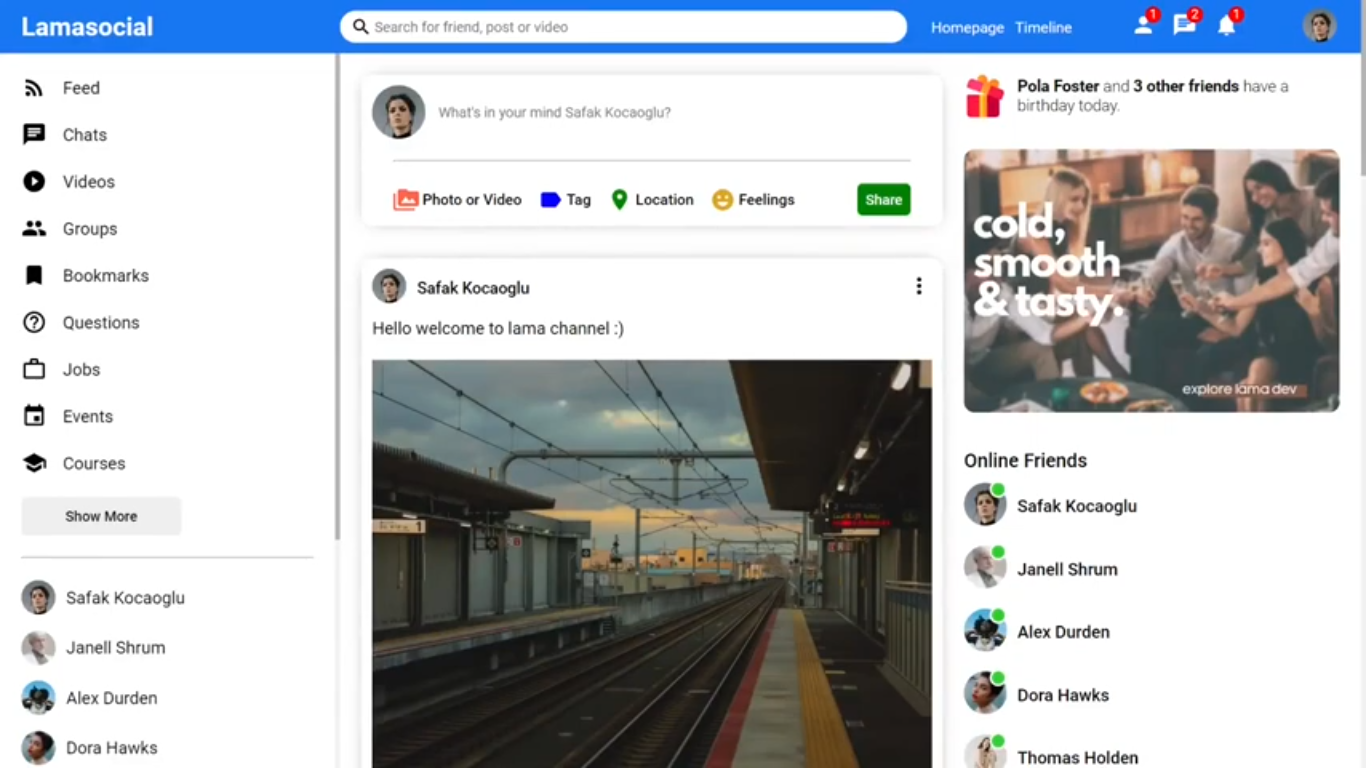 Lamasocial
Search for friend, post or video
Homepage Timeline
1
2
1
Feed
Chats
Videos
Groups
Bookmarks
Questions
Jobs
Events
Courses
Show More
Safak Kocaoglu
Janell Shrum
Alex Durden
Dora Hawks
What's in your mind Safak Kocaoglu?
Photo or Video
Tag
Location
Feelings
Share
Safak Kocaoglu
Hello welcome to lama channel :)
1
Pola Foster and 3 other friends have a
birthday today.
cold,
smooth
& tasty.
explore lama dev
Online Friends
Safak Kocaoglu
Janell Shrum
Alex Durden
Dora Hawks
Thomas Holden